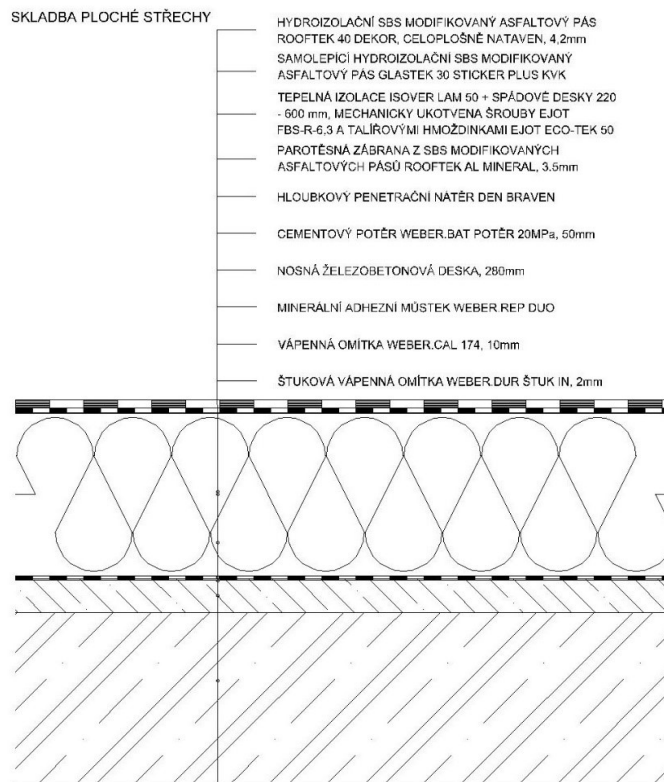 SKLADBA PLOCHÉ STŘECHY
HYDROIZOLAČNÍ SBS MODIFIKOVANÝ ASFALTOVÝ PÁS
ROOFTEK 40 DEKOR, CELOPLOŠNĚ NATAVEN, 4,2mm
SAMOLEPÍCÍ HYDROIZOLAČNÍ SBS MODIFIKOVANÝ
ASFALTOVÝ PÁS GLASTEK 30 STICKER PLUS KVK
TEPELNÁ IZOLACE ISOVER LAM 50 + SPÁDOVÉ DESKY 220
- 600 mm, MECHANICKY UKOTVENA ŠROUBY EJOT
FBS-R-6,3 A TALÍŘOVÝMI HMOŽDINKAMI EJOT ECO-TEK 50
PAROTĚSNÁ ZÁBRANA Z SBS MODIFIKOVANÝCH
ASFALTOVÝCH PÁSŮ ROOFTEK AL MINERAL, 3.5mm
HLOUBKOVÝ PENETRAČNÍ NÁTĚR DEN BRAVEN
CEMENTOVÝ POTĚR WEBER.BAT POTĚR 20MPa, 50mm
NOSNÁ ŽELEZOBETONOVÁ DESKA, 280mm
MINERÁLNÍ ADHEZNÍ MŮSTEK WEBER.REP DUO
VÁPENNÁ OMÍTKA WEBER.CAL 174, 10mm
ŠTUKOVÁ VÁPENNÁ OMÍTKA WEBER.DUR ŠTUK IN, 2mm